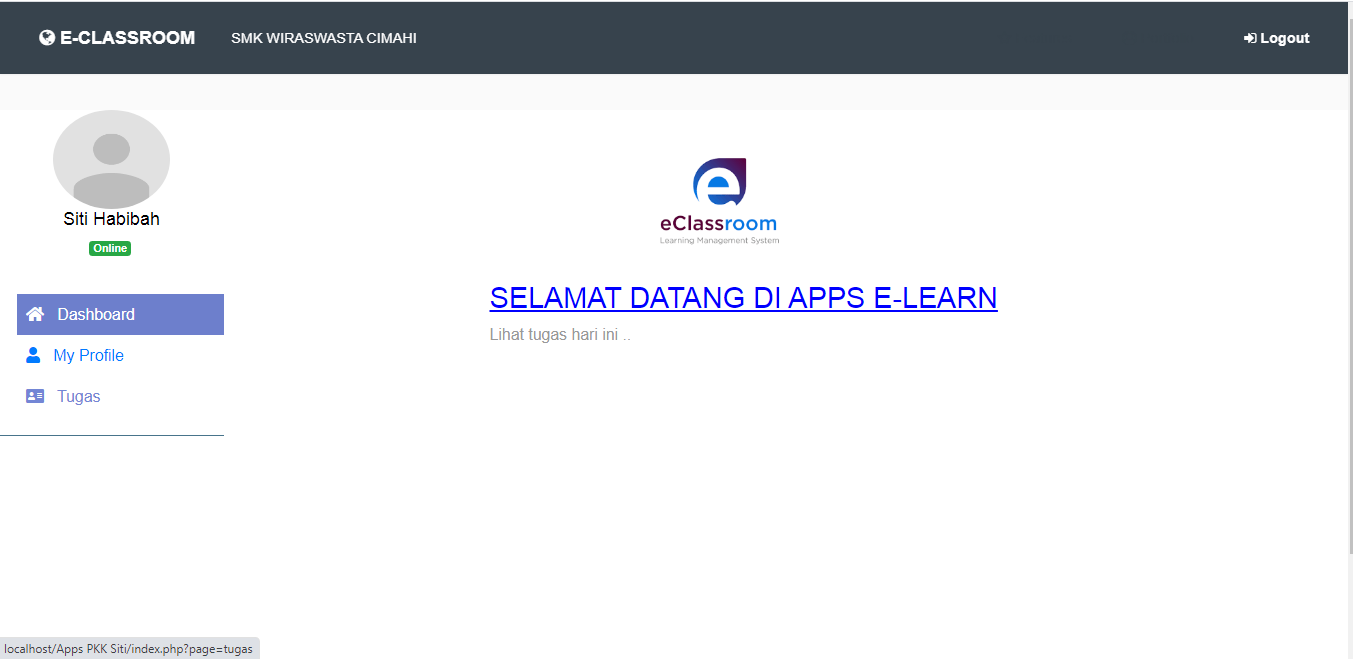 E-CLASSROOM SMK WIRASWASTA CIMAHI Logout
Siti Habibah
Online
Dashboard
My Profile
Tugas
eClassroom
Learning Management System
SELAMAT DATANG DI APPS E-LEARN
Lihat tugas hari ini ..
localhost/Apps PKK Siti/index.php?page=tugas